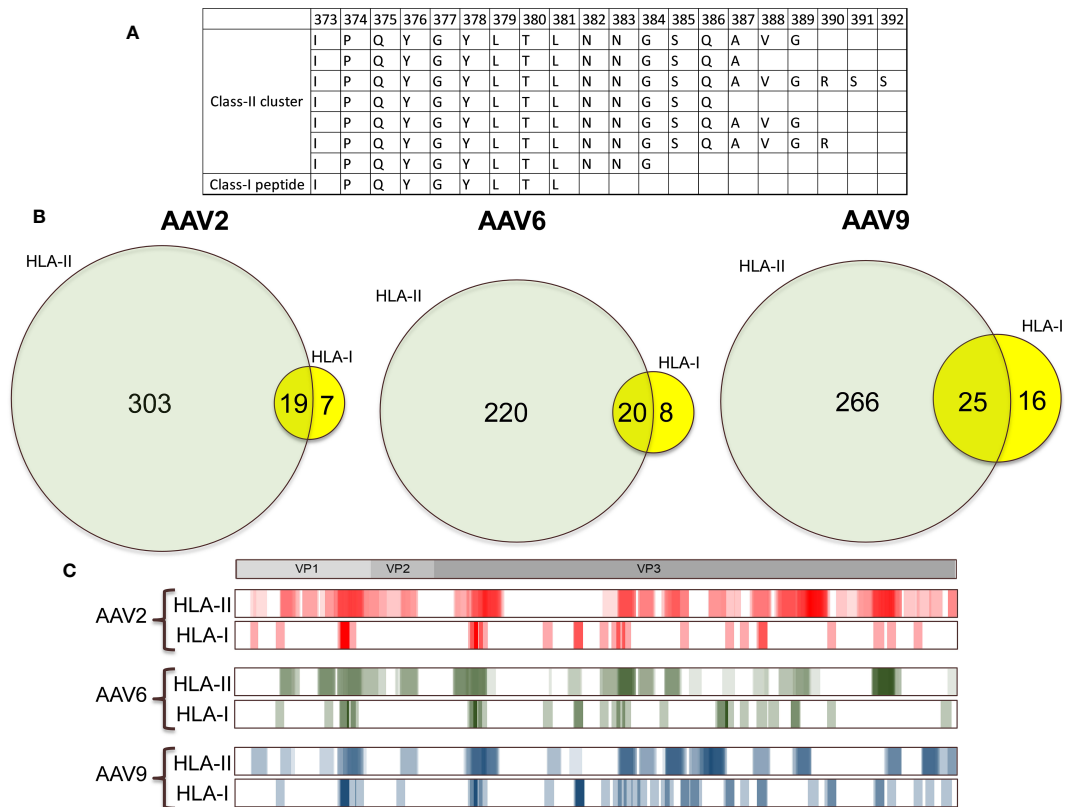 A
373 374 375 376 377 378 379 380 381 382 383 384 385 386 387 388 389 390 391 392
Class-II cluster
I P Q Y G Y L T L N N G S Q A V G
I P Q Y G Y L T L N N G S Q A
I P Q Y G Y L T L N N G S Q A V G R S S
I P Q Y G Y L T L N N G S Q
I P Q Y G Y L T L N N G S Q A V G
I P Q Y G Y L T L N N G S Q A V G R
I P Q Y G Y L T L N N G
Class-I peptide I P Q Y G Y L T L
B
AAV2
HLA-II
HLA-I
303
19
7
AAV6
HLA-II
HLA-I
220
20
8
AAV9
HLA-II
HLA-I
266
25
16
C
VP1 VP2 VP3
AAV2
HLA-II
HLA-I
AAV6
HLA-II
HLA-I
AAV9
HLA-II
HLA-I